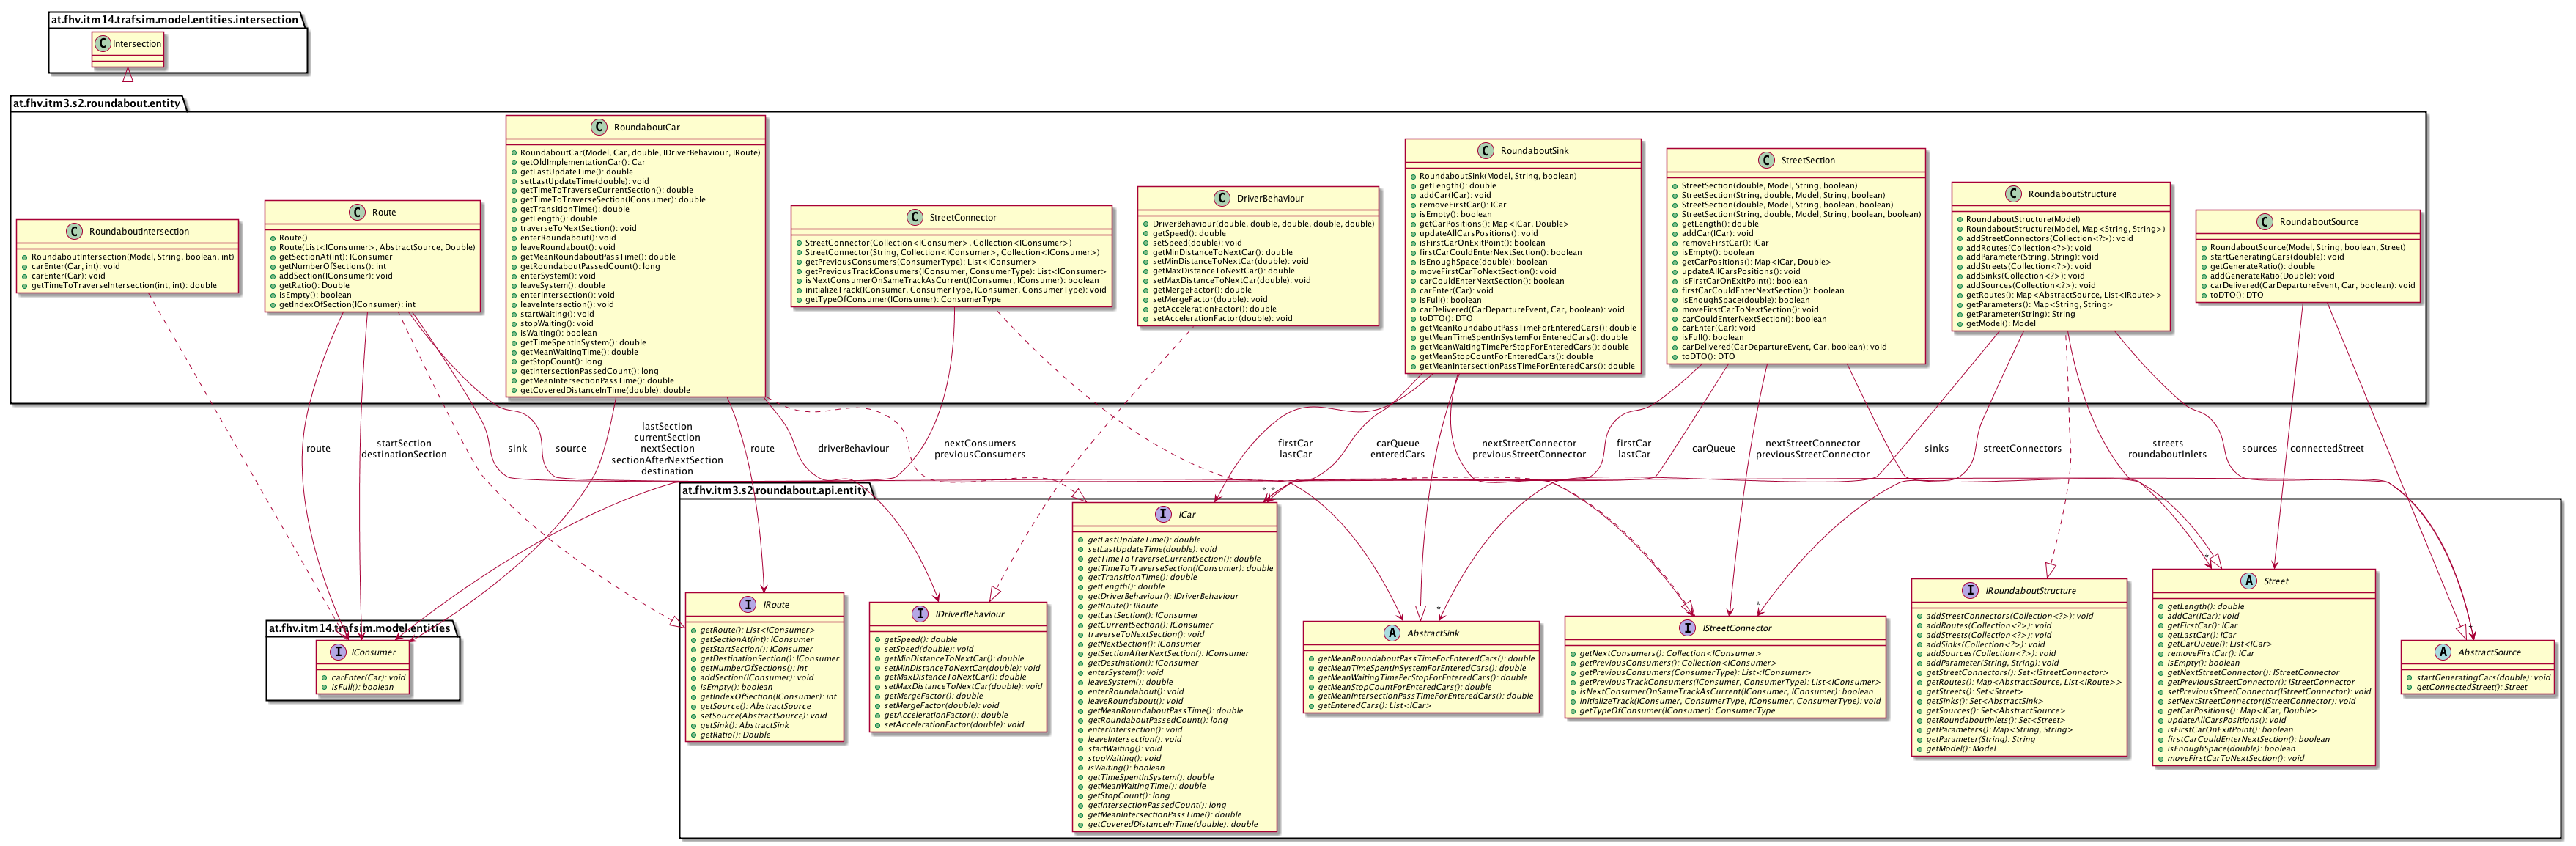 at.fhv.itm14.trafsim.model.entities.intersection
C Intersection
at.fhv.itm3.s2.roundabout.entity
C RoundaboutIntersection
RoundaboutIntersection(Model, String, boolean, int)
carEnter(Car, int): void
carEnter(Car): void
getTimeToTraverseIntersection(int, int): double
C Route
Route()
Route(List<IConsumer>, AbstractSource, Double)
getSectionAt(int): IConsumer
getNumberOfSections(): int
addSection(IConsumer): void
getRatio(): Double
isEmpty(): boolean
getIndexOfSection(IConsumer): int
C RoundaboutCar
RoundaboutCar(Model, Car, double, IDriverBehaviour, IRoute)
getOldImplementationCar(): Car
getLastUpdateTime(): double
setLastUpdateTime(double): void
getTimeToTraverseCurrentSection(): double
getTimeToTraverseSection(IConsumer): double
getTransitionTime(): double
getLength(): double
traverseToNextSection(): void
enterRoundabout(): void
leaveRoundabout(): void
getMeanRoundaboutPassTime(): double
getRoundaboutPassedCount(): long
enterSystem(): void
leaveSystem(): double
enterIntersection(): void
leaveIntersection(): void
startWaiting(): void
stopWaiting(): void
isWaiting(): boolean
getTimeSpentInSystem(): double
getMeanWaitingTime(): double
getStopCount(): long
getIntersectionPassedCount(): long
getMeanIntersectionPassTime(): double
getCoveredDistanceInTime(double): double
C StreetConnector
StreetConnector(Collection<IConsumer>, Collection<IConsumer>)
StreetConnector(String, Collection<IConsumer>, Collection<IConsumer>)
getPreviousConsumers(ConsumerType): List<IConsumer>
getPreviousTrackConsumers(IConsumer, ConsumerType): List<IConsumer>
isNextConsumerOnSameTrackAsCurrent(IConsumer, IConsumer): boolean
initializeTrack(IConsumer, ConsumerType, IConsumer, ConsumerType): void
getTypeOfConsumer(IConsumer): ConsumerType
C DriverBehaviour
DriverBehaviour(double, double, double, double, double)
getSpeed(): double
setSpeed(double): void
getMinDistanceToNextCar(): double
setMinDistanceToNextCar(double): void
getMaxDistanceToNextCar(): double
setMaxDistanceToNextCar(double): void
getMergeFactor(): double
setMergeFactor(double): void
getAccelerationFactor(): double
setAccelerationFactor(double): void
C RoundaboutSink
RoundaboutSink(Model, String, boolean)
getLength(): double
addCar(ICar): void
removeFirstCar(): ICar
isEmpty(): boolean
getCarPositions(): Map<ICar, Double>
updateAllCarsPositions(): void
isFirstCarOnExitPoint(): boolean
firstCarCouldEnterNextSection(): boolean
isEnoughSpace(double): boolean
moveFirstCarToNextSection(): void
carCouldEnterNextSection(): boolean
carEnter(Car): void
isFull(): boolean
carDelivered(CarDepartureEvent, Car, boolean): void
toDTO(): DTO
getMeanRoundaboutPassTimeForEnteredCars(): double
getMeanTimeSpentInSystemForEnteredCars(): double
getMeanWaitingTimePerStopForEnteredCars(): double
getMeanStopCountForEnteredCars(): double
getMeanIntersectionPassTimeForEnteredCars(): double
C StreetSection
StreetSection(double, Model, String, boolean)
StreetSection(String, double, Model, String, boolean)
StreetSection(double, Model, String, boolean, boolean)
StreetSection(String, double, Model, String, boolean, boolean)
getLength(): double
addCar(ICar): void
removeFirstCar(): ICar
isEmpty(): boolean
getCarPositions(): Map<ICar, Double>
updateAllCarsPositions(): void
isFirstCarOnExitPoint(): boolean
firstCarCouldEnterNextSection(): boolean
isEnoughSpace(double): boolean
moveFirstCarToNextSection(): void
carCouldEnterNextSection(): boolean
carEnter(Car): void
isFull(): boolean
carDelivered(CarDepartureEvent, Car, boolean): void
toDTO(): DTO
C RoundaboutStructure
RoundaboutStructure(Model)
RoundaboutStructure(Model, Map<String, String>)
addStreetConnectors(Collection<?>): void
addRoutes(Collection<?>): void
addParameter(String, String): void
addStreets(Collection<?>): void
addSinks(Collection<?>): void
addSources(Collection<?>): void
getRoutes(): Map<AbstractSource, List<IRoute>>
getParameters(): Map<String, String>
getParameter(String): String
getModel(): Model
C RoundaboutSource
RoundaboutSource(Model, String, boolean, Street)
startGeneratingCars(double): void
getGenerateRatio(): double
addGenerateRatio(Double): void
carDelivered(CarDepartureEvent, Car, boolean): void
toDTO(): DTO
route
startSection
destinationSection
sink
source
lastSection
currentSection
nextSection
sectionAfterNextSection
destination
route
driverBehaviour
nextConsumers
previousConsumers
firstCar
lastCar
carQueue
enteredCars
nextStreetConnector
previousStreetConnector
firstCar
lastCar
carQueue
nextStreetConnector
previousStreetConnector
sinks
streetConnectors
streets
roundaboutInlets
sources
connectedStreet
* *
*
*
*
*
at.fhv.itm14.trafsim.model.entities
I IConsumer
carEnter(Car): void
isFull(): boolean
at.fhv.itm3.s2.roundabout.api.entity
I IRoute
getRoute(): List<IConsumer>
getSectionAt(int): IConsumer
getStartSection(): IConsumer
getDestinationSection(): IConsumer
getNumberOfSections(): int
addSection(IConsumer): void
isEmpty(): boolean
getIndexOfSection(IConsumer): int
getSource(): AbstractSource
setSource(AbstractSource): void
getSink(): AbstractSink
getRatio(): Double
I IDriverBehaviour
getSpeed(): double
setSpeed(double): void
getMinDistanceToNextCar(): double
setMinDistanceToNextCar(double): void
getMaxDistanceToNextCar(): double
setMaxDistanceToNextCar(double): void
getMergeFactor(): double
setMergeFactor(double): void
getAccelerationFactor(): double
setAccelerationFactor(double): void
I ICar
getLastUpdateTime(): double
setLastUpdateTime(double): void
getTimeToTraverseCurrentSection(): double
getTimeToTraverseSection(IConsumer): double
getTransitionTime(): double
getLength(): double
getDriverBehaviour(): IDriverBehaviour
getRoute(): IRoute
getLastSection(): IConsumer
getCurrentSection(): IConsumer
traverseToNextSection(): void
getNextSection(): IConsumer
getSectionAfterNextSection(): IConsumer
getDestination(): IConsumer
enterSystem(): void
leaveSystem(): double
enterRoundabout(): void
leaveRoundabout(): void
getMeanRoundaboutPassTime(): double
getRoundaboutPassedCount(): long
enterIntersection(): void
leaveIntersection(): void
startWaiting(): void
stopWaiting(): void
isWaiting(): boolean
getTimeSpentInSystem(): double
getMeanWaitingTime(): double
getStopCount(): long
getIntersectionPassedCount(): long
getMeanIntersectionPassTime(): double
getCoveredDistanceInTime(double): double
A AbstractSink
getMeanRoundaboutPassTimeForEnteredCars(): double
getMeanTimeSpentInSystemForEnteredCars(): double
getMeanWaitingTimePerStopForEnteredCars(): double
getMeanStopCountForEnteredCars(): double
getMeanIntersectionPassTimeForEnteredCars(): double
getEnteredCars(): List<ICar>
I IStreetConnector
getNextConsumers(): Collection<IConsumer>
getPreviousConsumers(): Collection<IConsumer>
getPreviousConsumers(ConsumerType): List<IConsumer>
getPreviousTrackConsumers(IConsumer, ConsumerType): List<IConsumer>
isNextConsumerOnSameTrackAsCurrent(IConsumer, IConsumer): boolean
initializeTrack(IConsumer, ConsumerType, IConsumer, ConsumerType): void
getTypeOfConsumer(IConsumer): ConsumerType
I IRoundaboutStructure
addStreetConnectors(Collection<?>): void
addRoutes(Collection<?>): void
addStreets(Collection<?>): void
addSinks(Collection<?>): void
addSources(Collection<?>): void
addParameter(String, String): void
getStreetConnectors(): Set<IStreetConnector>
getRoutes(): Map<AbstractSource, List<IRoute>>
getStreets(): Set<Street>
getSinks(): Set<AbstractSink>
getSources(): Set<AbstractSource>
getRoundaboutInlets(): Set<Street>
getParameters(): Map<String, String>
getParameter(String): String
getModel(): Model
A Street
getLength(): double
addCar(ICar): void
getFirstCar(): ICar
getLastCar(): ICar
getCarQueue(): List<ICar>
removeFirstCar(): ICar
isEmpty(): boolean
getNextStreetConnector(): IStreetConnector
getPreviousStreetConnector(): IStreetConnector
setPreviousStreetConnector(IStreetConnector): void
setNextStreetConnector(IStreetConnector): void
getCarPositions(): Map<ICar, Double>
updateAllCarsPositions(): void
isFirstCarOnExitPoint(): boolean
firstCarCouldEnterNextSection(): boolean
isEnoughSpace(double): boolean
moveFirstCarToNextSection(): void
A AbstractSource
startGeneratingCars(double): void
getConnectedStreet(): Street